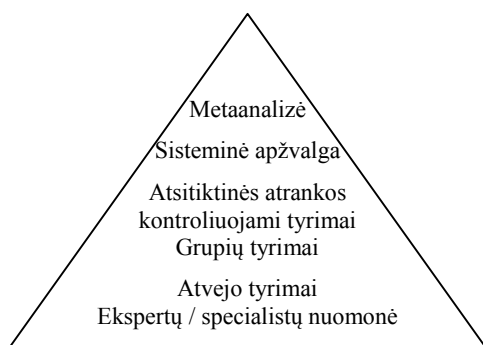 Metaanalizė
Sisteminė apžvalga
Atsitiktinės atrankos
kontroliuojami tyrimai
Grupių tyrimai
Atvejo tyrimai
Ekspertų / specialistų nuomonė